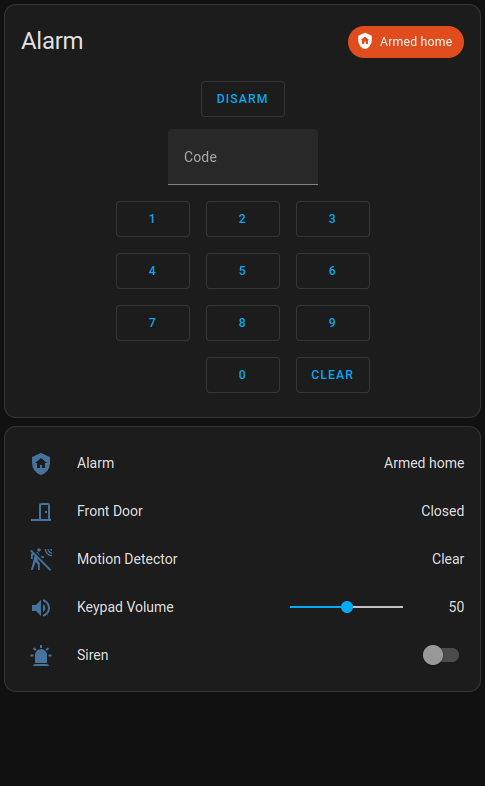 Alarm Armed home
DISARM
Code
1 2 3
4 5 6
7 8 9
0 CLEAR
Alarm Armed home
Front Door Closed
Motion Detector Clear
Keypad Volume 50
Siren